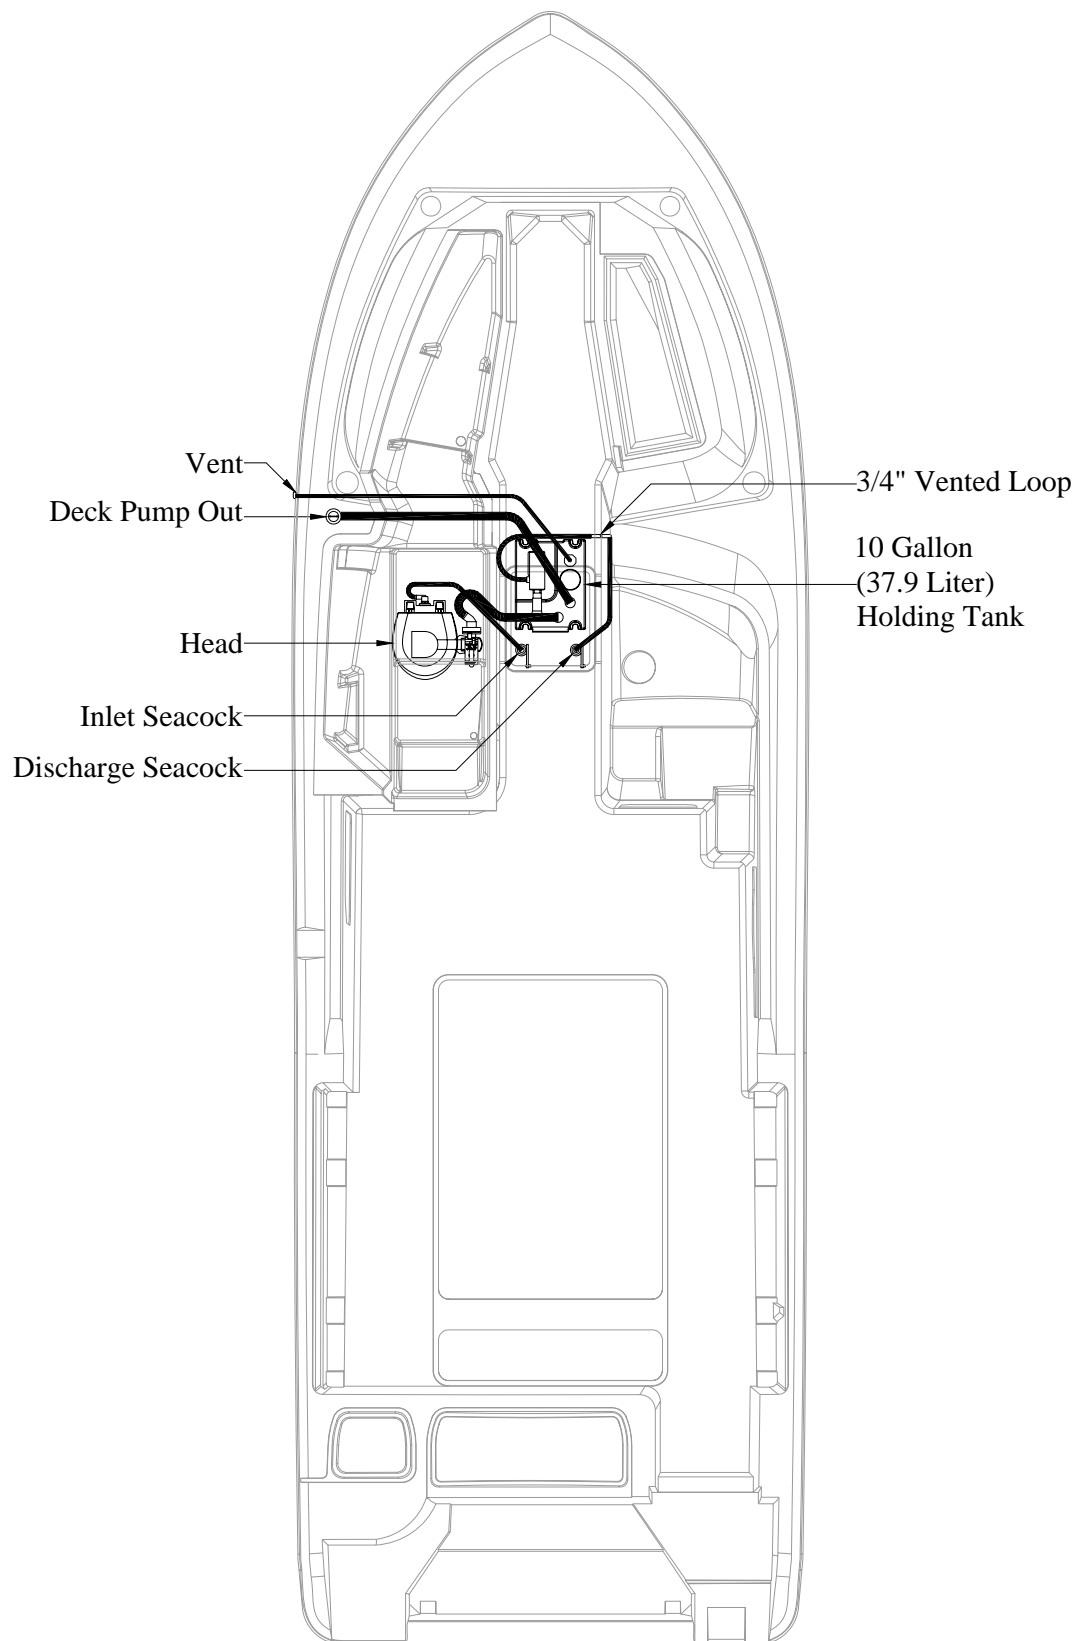 Vent
Deck Pump Out
Head
Inlet Seacock
Discharge Seacock
3/4" Vented Loop
10 Gallon
(37.9 Liter)
Holding Tank